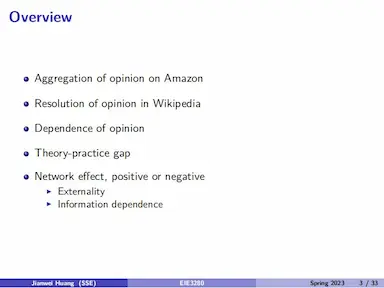 Overview
Aggregation of opinion on Amazon
Resolution of opinion in Wikipedia
Dependence of opinion
Theory-practice gap
Network effect, positive or negative
Externality
Information dependence
Jianwei Huang (SSE) EIE3280 Spring 2023 3 / 33